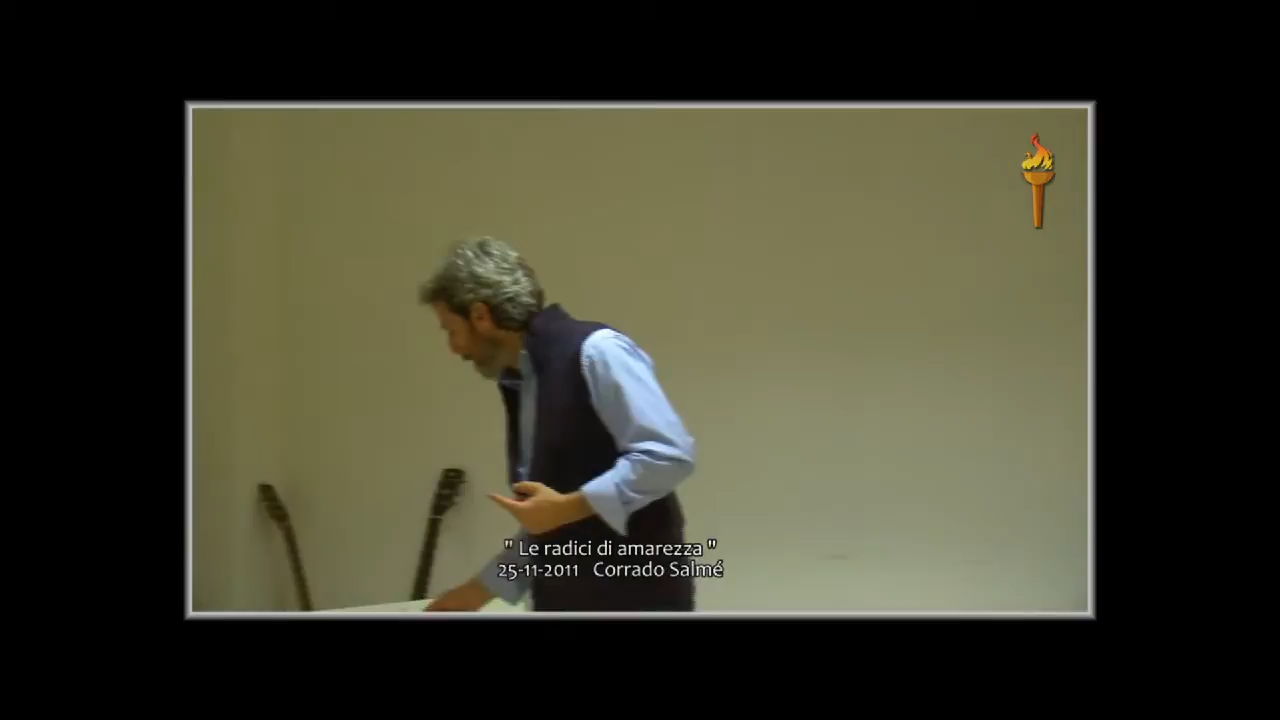 " Le radici di amarezza "
25-11-2011 Corrado Salmé